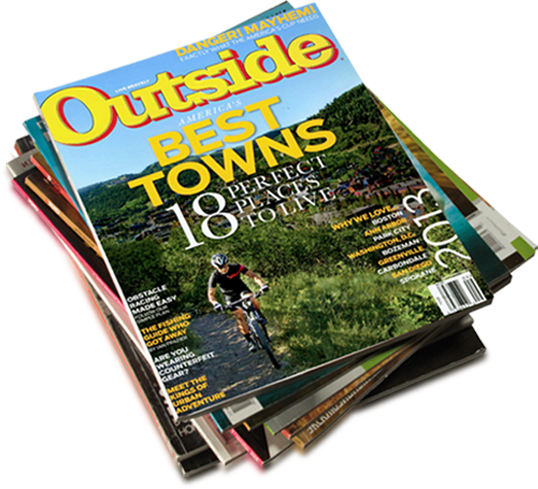 DANGER! MAYHEM!
EXACTLY WHAT THE AMERICA'S CUP NEEDS
LIVE BRAVELY
Outside
AMERICA'S
BEST
TOWNS
18 PERFECT
PLACES
TO LIVE
WHY WE LOVE...
BOSTON
ANN ARBOR
PARK CITY
WASHINGTON, D.C.
BOZEMAN
GREENVILLE
CARBONDALE
SAN DIEGO
SPOKANE
2013
OBSTACLE
RACING
MADE EASY
THE FISHING
GUIDE WHO
GOT AWAY
ARE YOU
WEARING
COUNTERFEIT
GEAR?
MEET THE
KINGS OF
URBAN
ADVENTURE